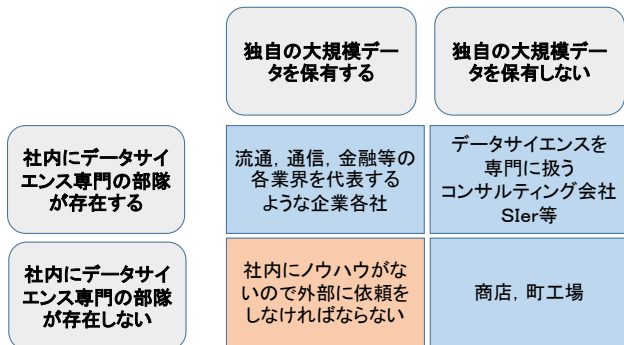 独自の大規模デー
タを保有する
独自の大規模デー
タを保有しない
社内にデータサイ
エンス専門の部隊
が存在する
流通，通信，金融等の
各業界を代表する
ような企業各社
データサイエンスを
専門に扱う
コンサルティング会社
SIer等
社内にデータサイ
エンス専門の部隊
が存在しない
社内にノウハウがな
いので外部に依頼を
しなければならない
商店，町工場